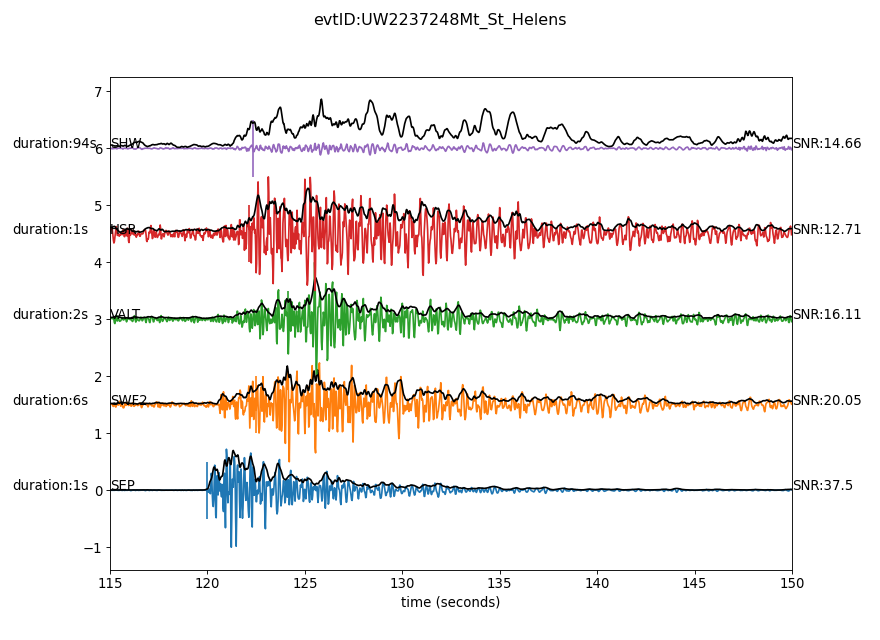 evtID:UW2237248Mt_St_Helens
7
duration:94s SHW 6 SNR:14.66
5
duration:1s HSR SNR:12.71
4
duration:2s VALT 3 SNR:16.11
2
duration:6s SWF2 SNR:20.05
1
duration:1s SEP 0 SNR:37.5
−1
115 120 125 130 135 140 145 150
time (seconds)